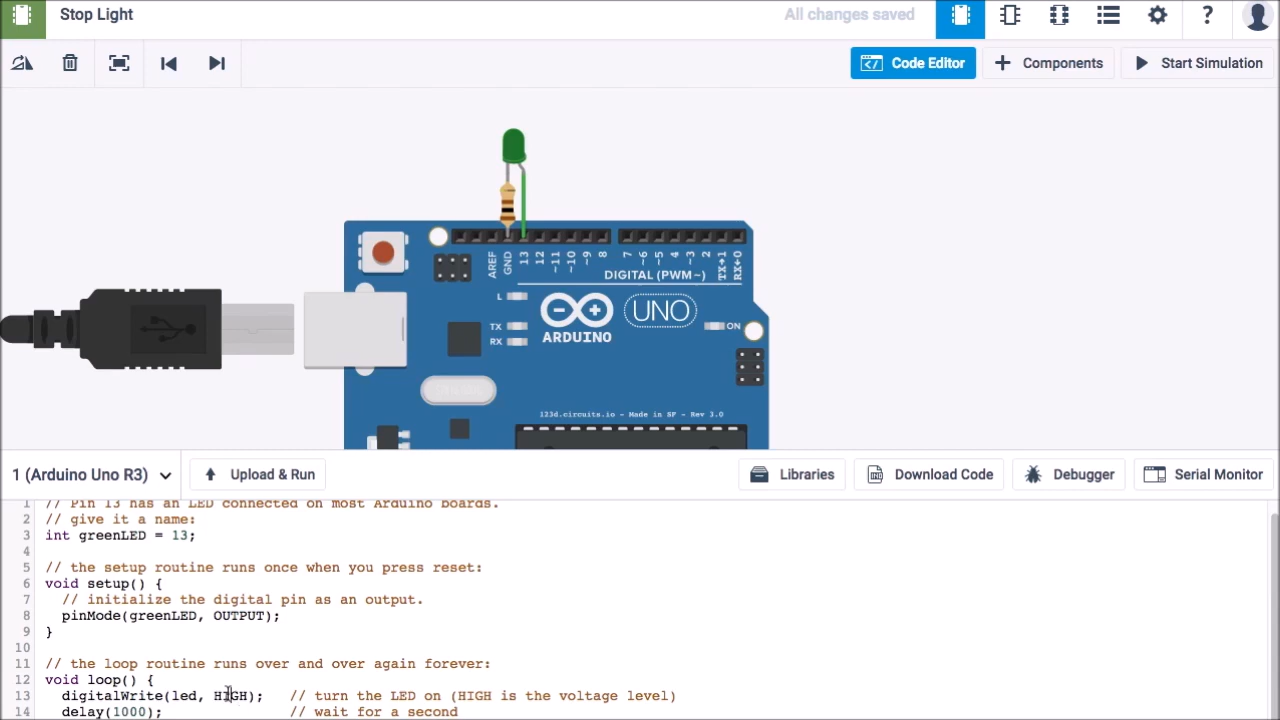 Stop Light
All changes saved
?
Code Editor
+ Components
Start Simulation
AREF
GND
13
12
~11
~10
~9
8
7
~6
~5
~4
~3
2
TX→1
RX←0
DIGITAL (PWM~)
L
TX
RX
UNO
ARDUINO
ON
123d.circuits.io - Made in SF - Rev 3.0
1 (Arduino Uno R3)
Upload & Run
Libraries
Download Code
Debugger
Serial Monitor
1 // Pin 13 has an LED connected on most Arduino boards.
2 // give it a name:
3 int greenLED = 13;
4
5 // the setup routine runs once when you press reset:
6 void setup() {
7 // initialize the digital pin as an output.
8 pinMode(greenLED, OUTPUT);
9 }
10
11 // the loop routine runs over and over again forever:
12 void loop() {
13 digitalWrite(led, HIGH); // turn the LED on (HIGH is the voltage level)
14 delay(1000); // wait for a second